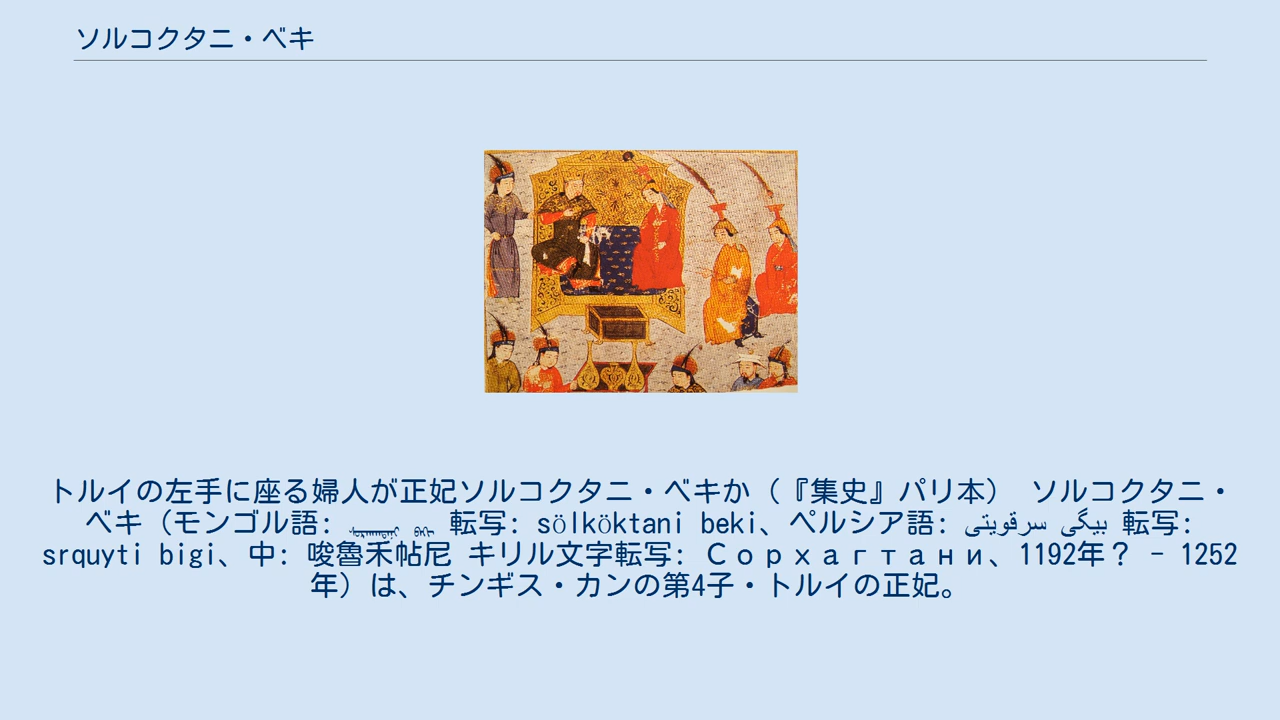 ソルコクタニ・ベキ
トルイの左手に座る婦人が正妃ソルコクタニ・ベキか（『集史』パリ本） ソルコクタニ・
ベキ（モンゴル語: 転写: sölköktani beki、ペルシア語: سرقويتى بيگى 転写:
srquyti bigi、中: 唆魯禾帖尼 キリル文字転写: Сорхагтани、1192年？ - 1252
年）は、チンギス・カンの第4子・トルイの正妃。